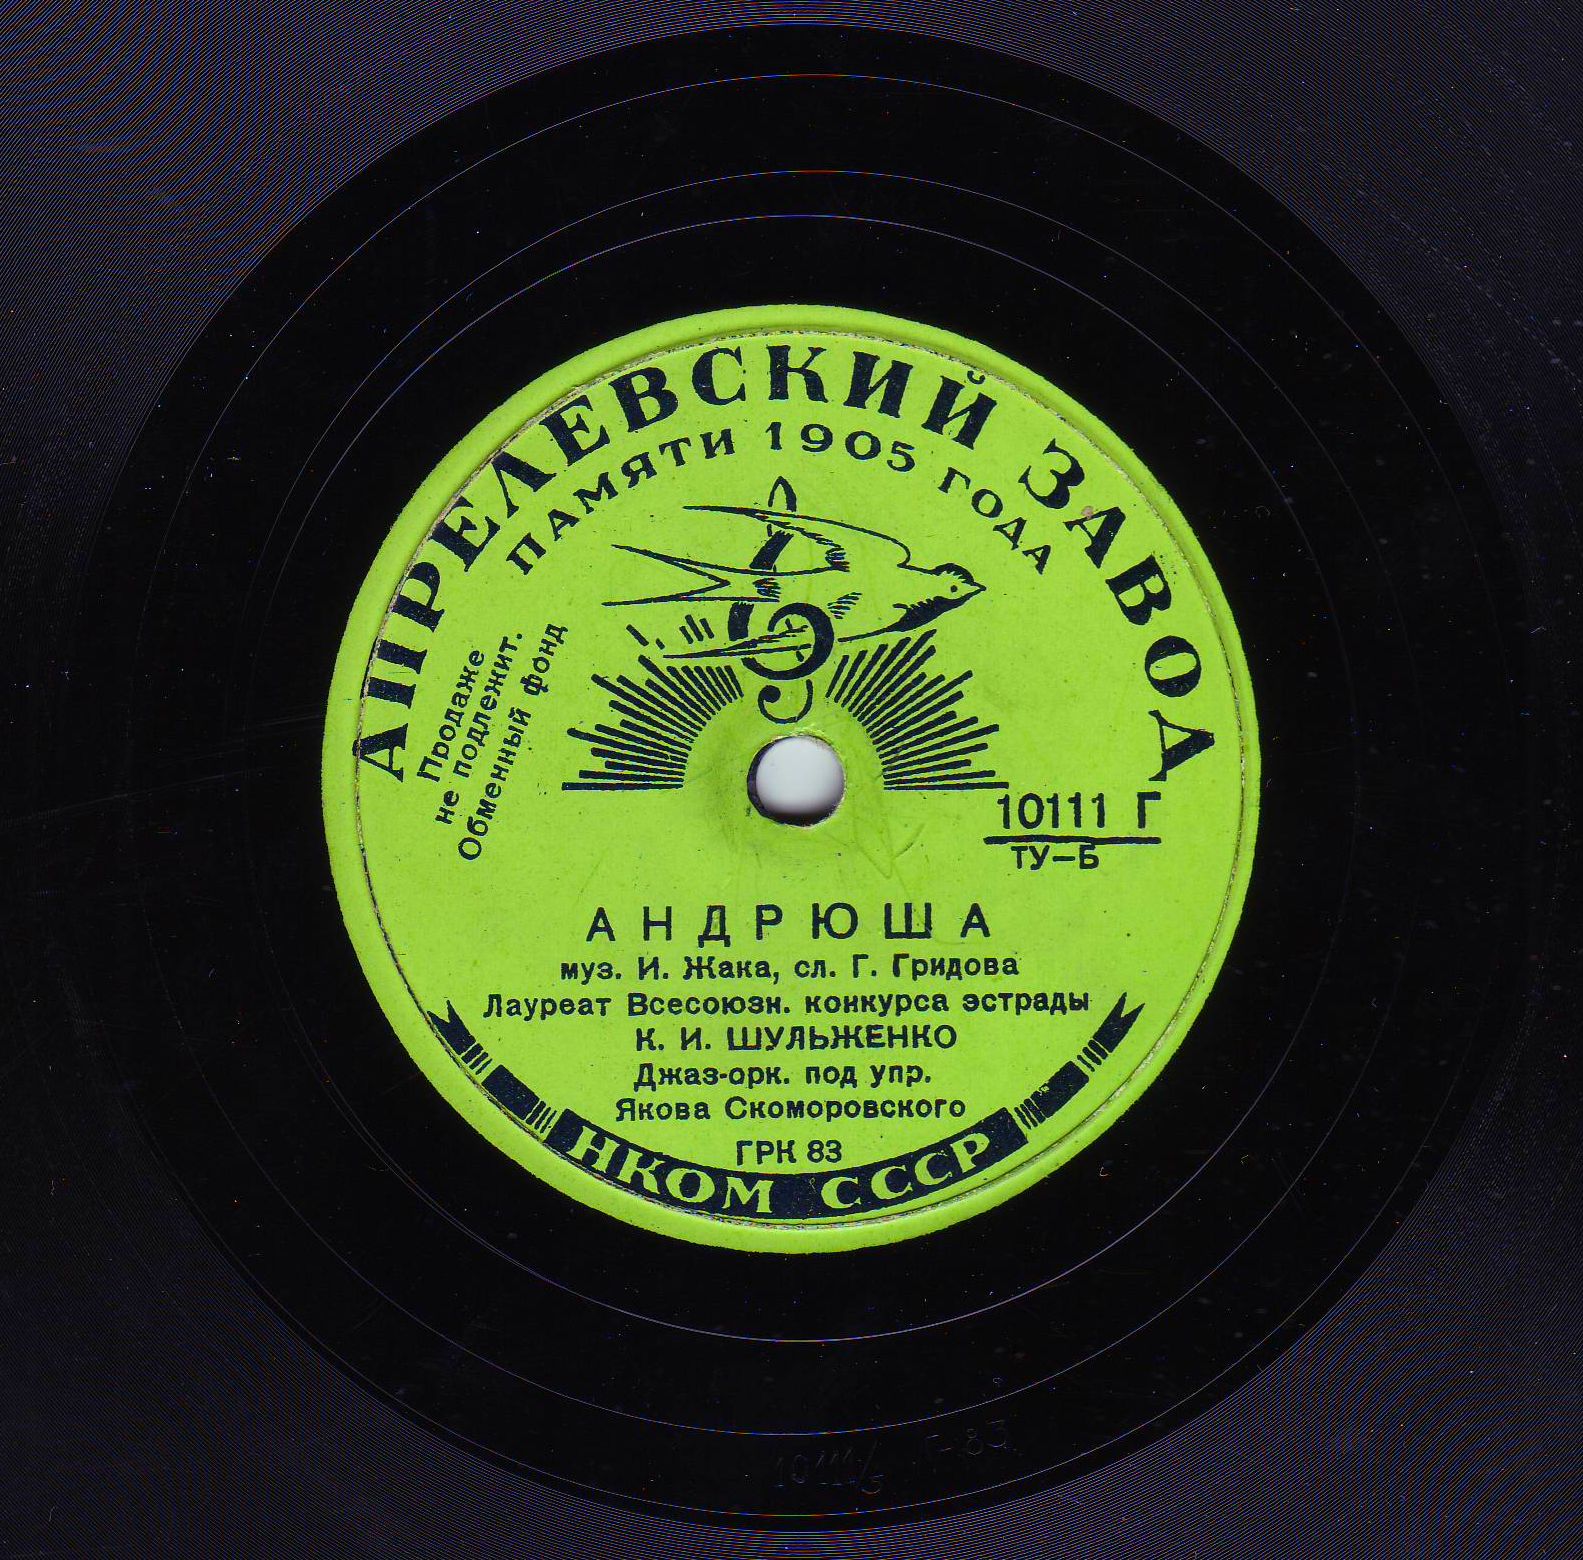 АПРЕЛЕВСКИЙ ЗАВОД
ПАМЯТИ 1905 ГОДА
Продаже
не подлежит.
Обменный фонд
10111 Г
ТУ–Б
АНДРЮША
муз. И. Жака, сл. Г. Гридова
Лауреат Всесоюзн. конкурса эстрады
К. И. ШУЛЬЖЕНКО
Джаз-орк. под упр.
Якова Скоморовского
ГРК 83
НКОМ СССР